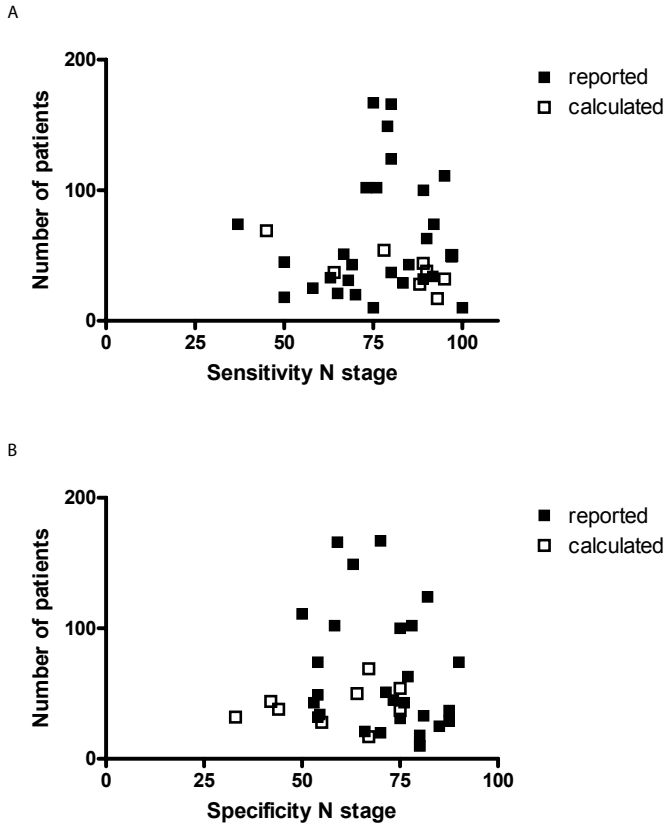 A
200
100
0
Number of patients
0 25 50 75 100
Sensitivity N stage
reported
calculated
B
200
100
0
Number of patients
0 25 50 75 100
Specificity N stage
reported
calculated